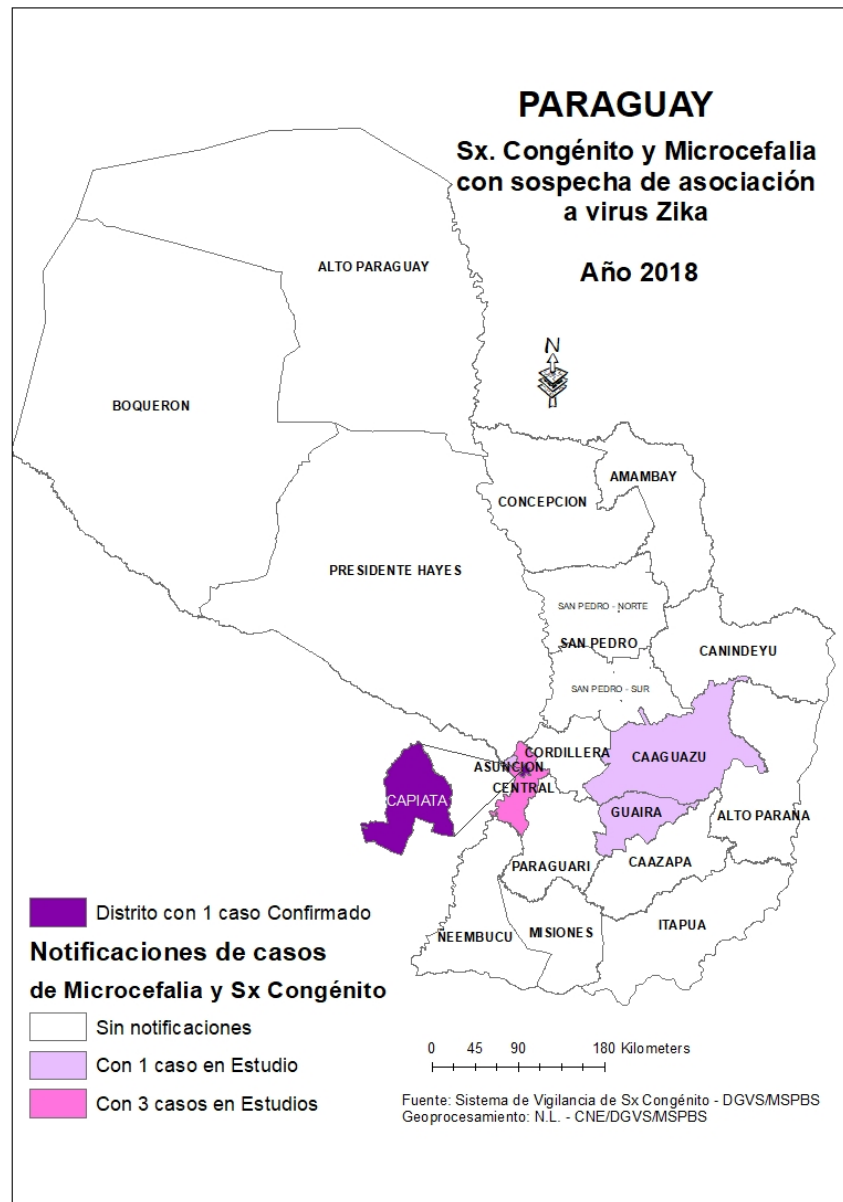 PARAGUAY
Sx. Congénito y Microcefalia
con sospecha de asociación
a virus Zika
Año 2018
N
ALTO PARAGUAY
BOQUERON
AMAMBAY
CONCEPCION
PRESIDENTE HAYES
SAN PEDRO - NORTE
SAN PEDRO
CANINDEYU
SAN PEDRO - SUR
CORDILLERA
CAAGUAZU
ASUNCION
CENTRAL
CAPIATA
GUAIRA
ALTO PARANA
PARAGUARI
CAAZAPA
ITAPUA
MISIONES
ÑEEMBUCU
Distrito con 1 caso Confirmado
Notificaciones de casos
de Microcefalia y Sx Congénito
Sin notificaciones
Con 1 caso en Estudio
Con 3 casos en Estudios
0 45 90 180 Kilometers
Fuente: Sistema de Vigilancia de Sx Congénito - DGVS/MSPBS
Geoprocesamiento: N.L. - CNE/DGVS/MSPBS